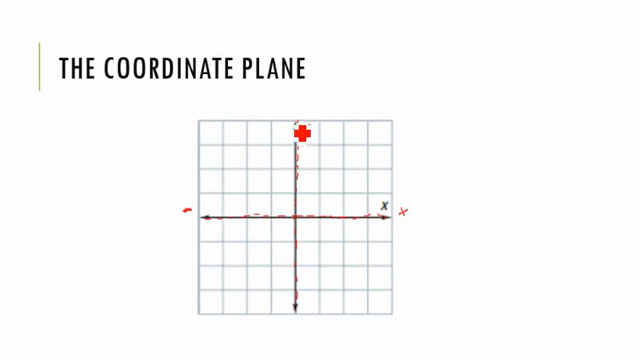 THE COORDINATE PLANE
x
- +